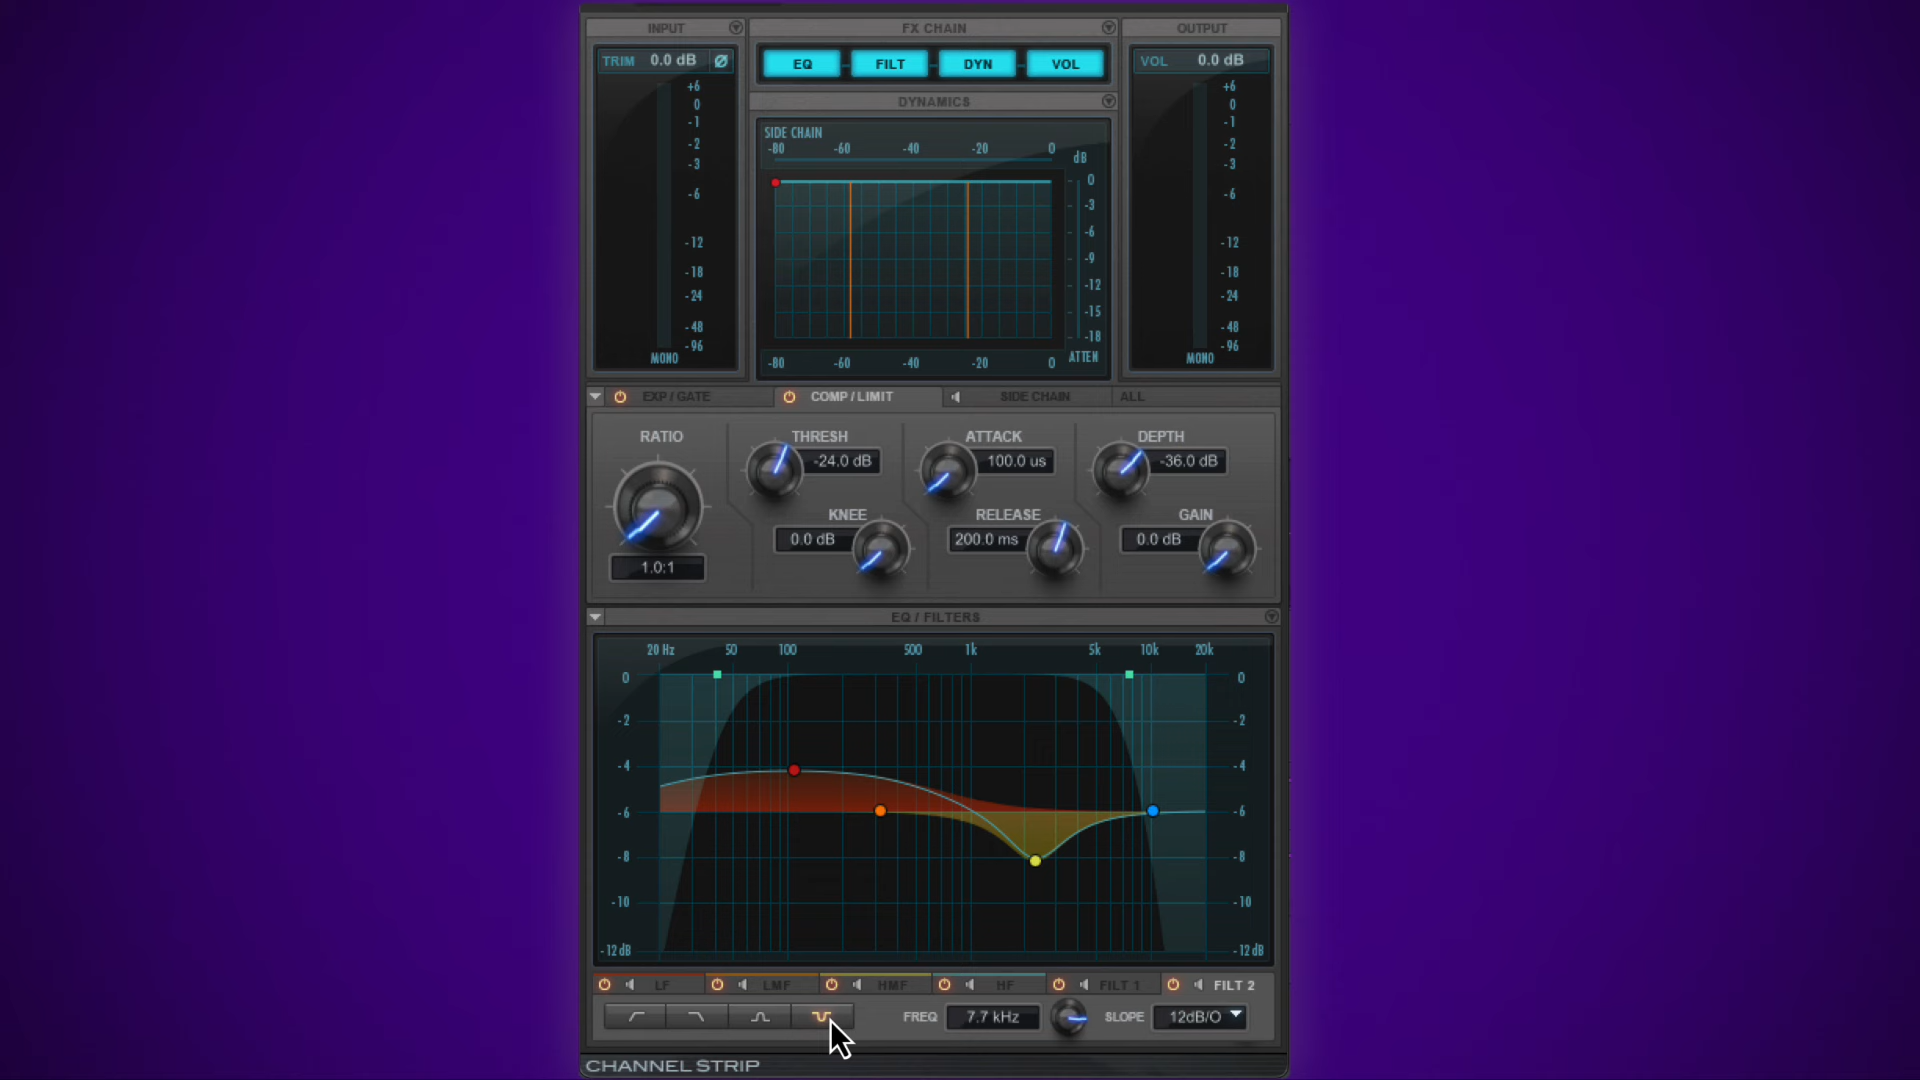 INPUT
FX CHAIN
OUTPUT
TRIM 0.0 dB Ø
EQ FILT DYN VOL
VOL 0.0 dB
DYNAMICS
+6
0
-1
-2
-3
-6
-12
-18
-24
-48
-96
MONO
SIDE CHAIN
-80 -60 -40 -20 0
dB
0
-3
-6
-9
-12
-15
-18
ATTEN
-80 -60 -40 -20 0
+6
0
-1
-2
-3
-6
-12
-18
-24
-48
-96
MONO
EXP / GATE COMP / LIMIT SIDE CHAIN ALL
RATIO THRESH ATTACK DEPTH
-24.0 dB 100.0 us -36.0 dB
KNEE RELEASE GAIN
0.0 dB 200.0 ms 0.0 dB
1.0:1
EQ / FILTERS
20 Hz 50 100 500 1k 5k 10k 20k
0 0
-2 -2
-4 -4
-6 -6
-8 -8
-10 -10
-12 dB -12 dB
LF LMF HMF HF FILT 1 FILT 2
FREQ 7.7 kHz SLOPE 12dB/O
CHANNEL STRIP